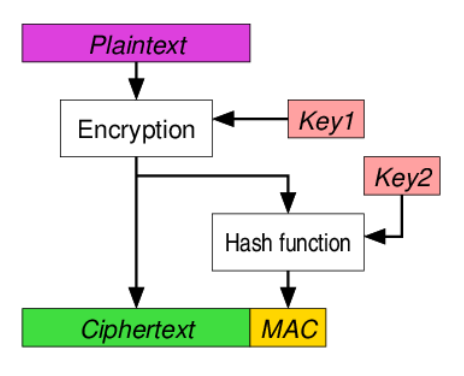 Plaintext
Encryption
Key1
Key2
Hash function
Ciphertext
MAC